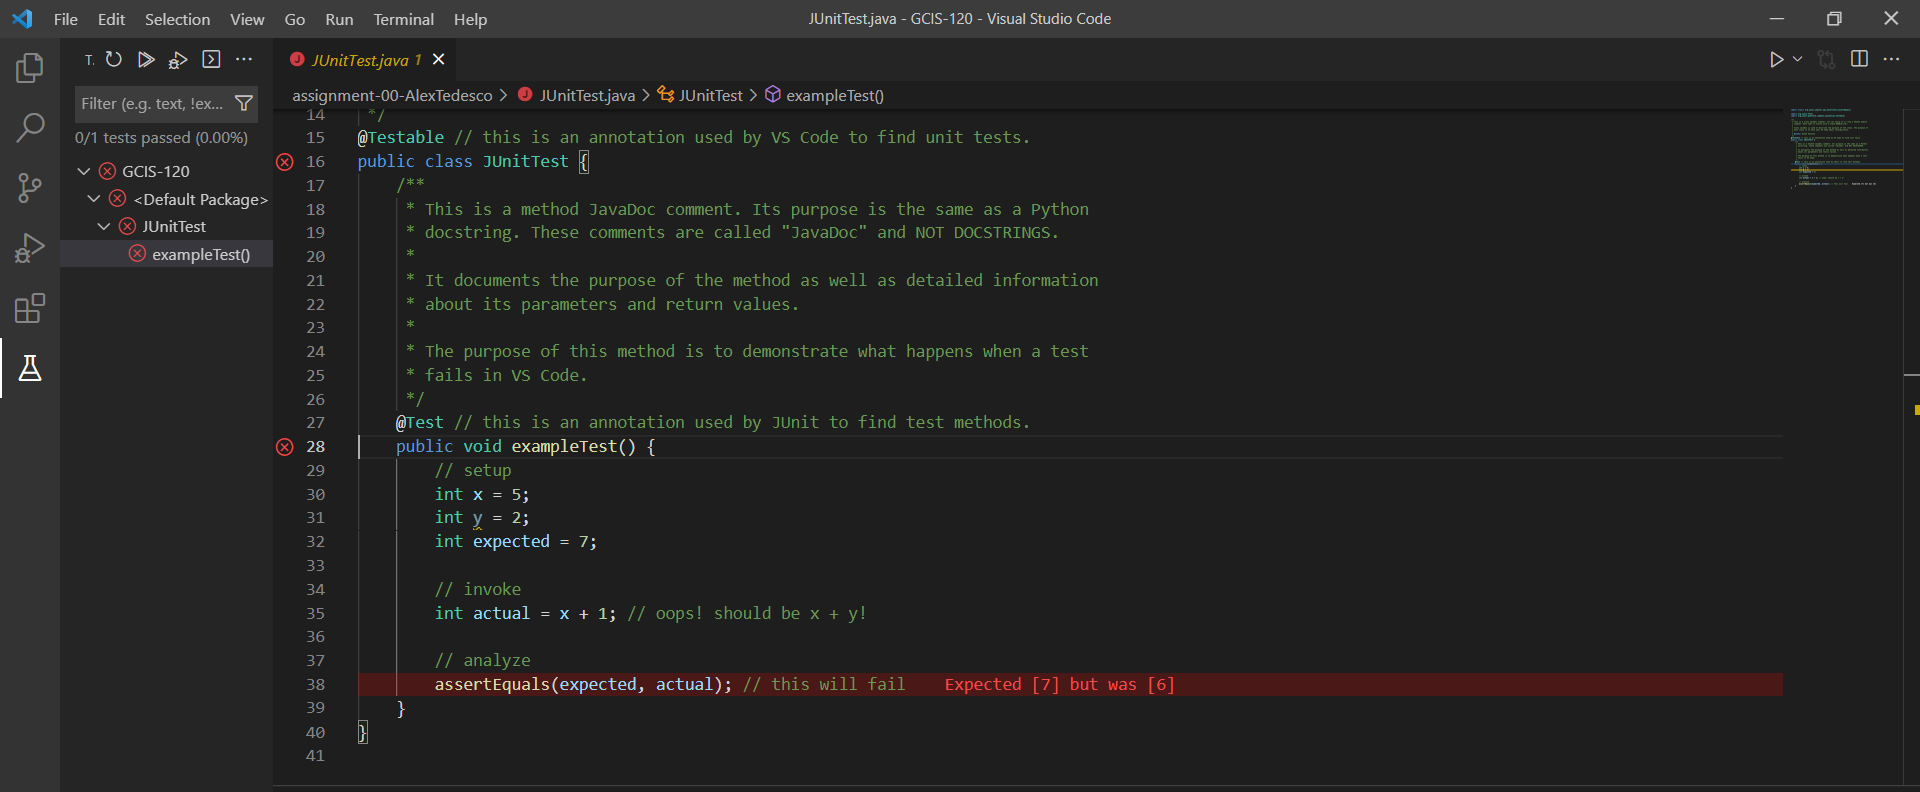 File Edit Selection View Go Run Terminal Help
JUnitTest.java - GCIS-120 - Visual Studio Code
T.
Filter (e.g. text, !ex...
0/1 tests passed (0.00%)
GCIS-120
<Default Package>
JUnitTest
exampleTest()
JUnitTest.java 1
assignment-00-AlexTedesco > JUnitTest.java > JUnitTest > exampleTest()
14 */
15 @Testable // this is an annotation used by VS Code to find unit tests.
16 public class JUnitTest {
17 /**
18 * This is a method JavaDoc comment. Its purpose is the same as a Python
19 * docstring. These comments are called "JavaDoc" and NOT DOCSTRINGS.
20 *
21 * It documents the purpose of the method as well as detailed information
22 * about its parameters and return values.
23 *
24 * The purpose of this method is to demonstrate what happens when a test
25 * fails in VS Code.
26 */
27 @Test // this is an annotation used by JUnit to find test methods.
28 public void exampleTest() {
29 // setup
30 int x = 5;
31 int y = 2;
32 int expected = 7;
33
34 // invoke
35 int actual = x + 1; // oops! should be x + y!
36
37 // analyze
38 assertEquals(expected, actual); // this will fail Expected [7] but was [6]
39 }
40 }
41